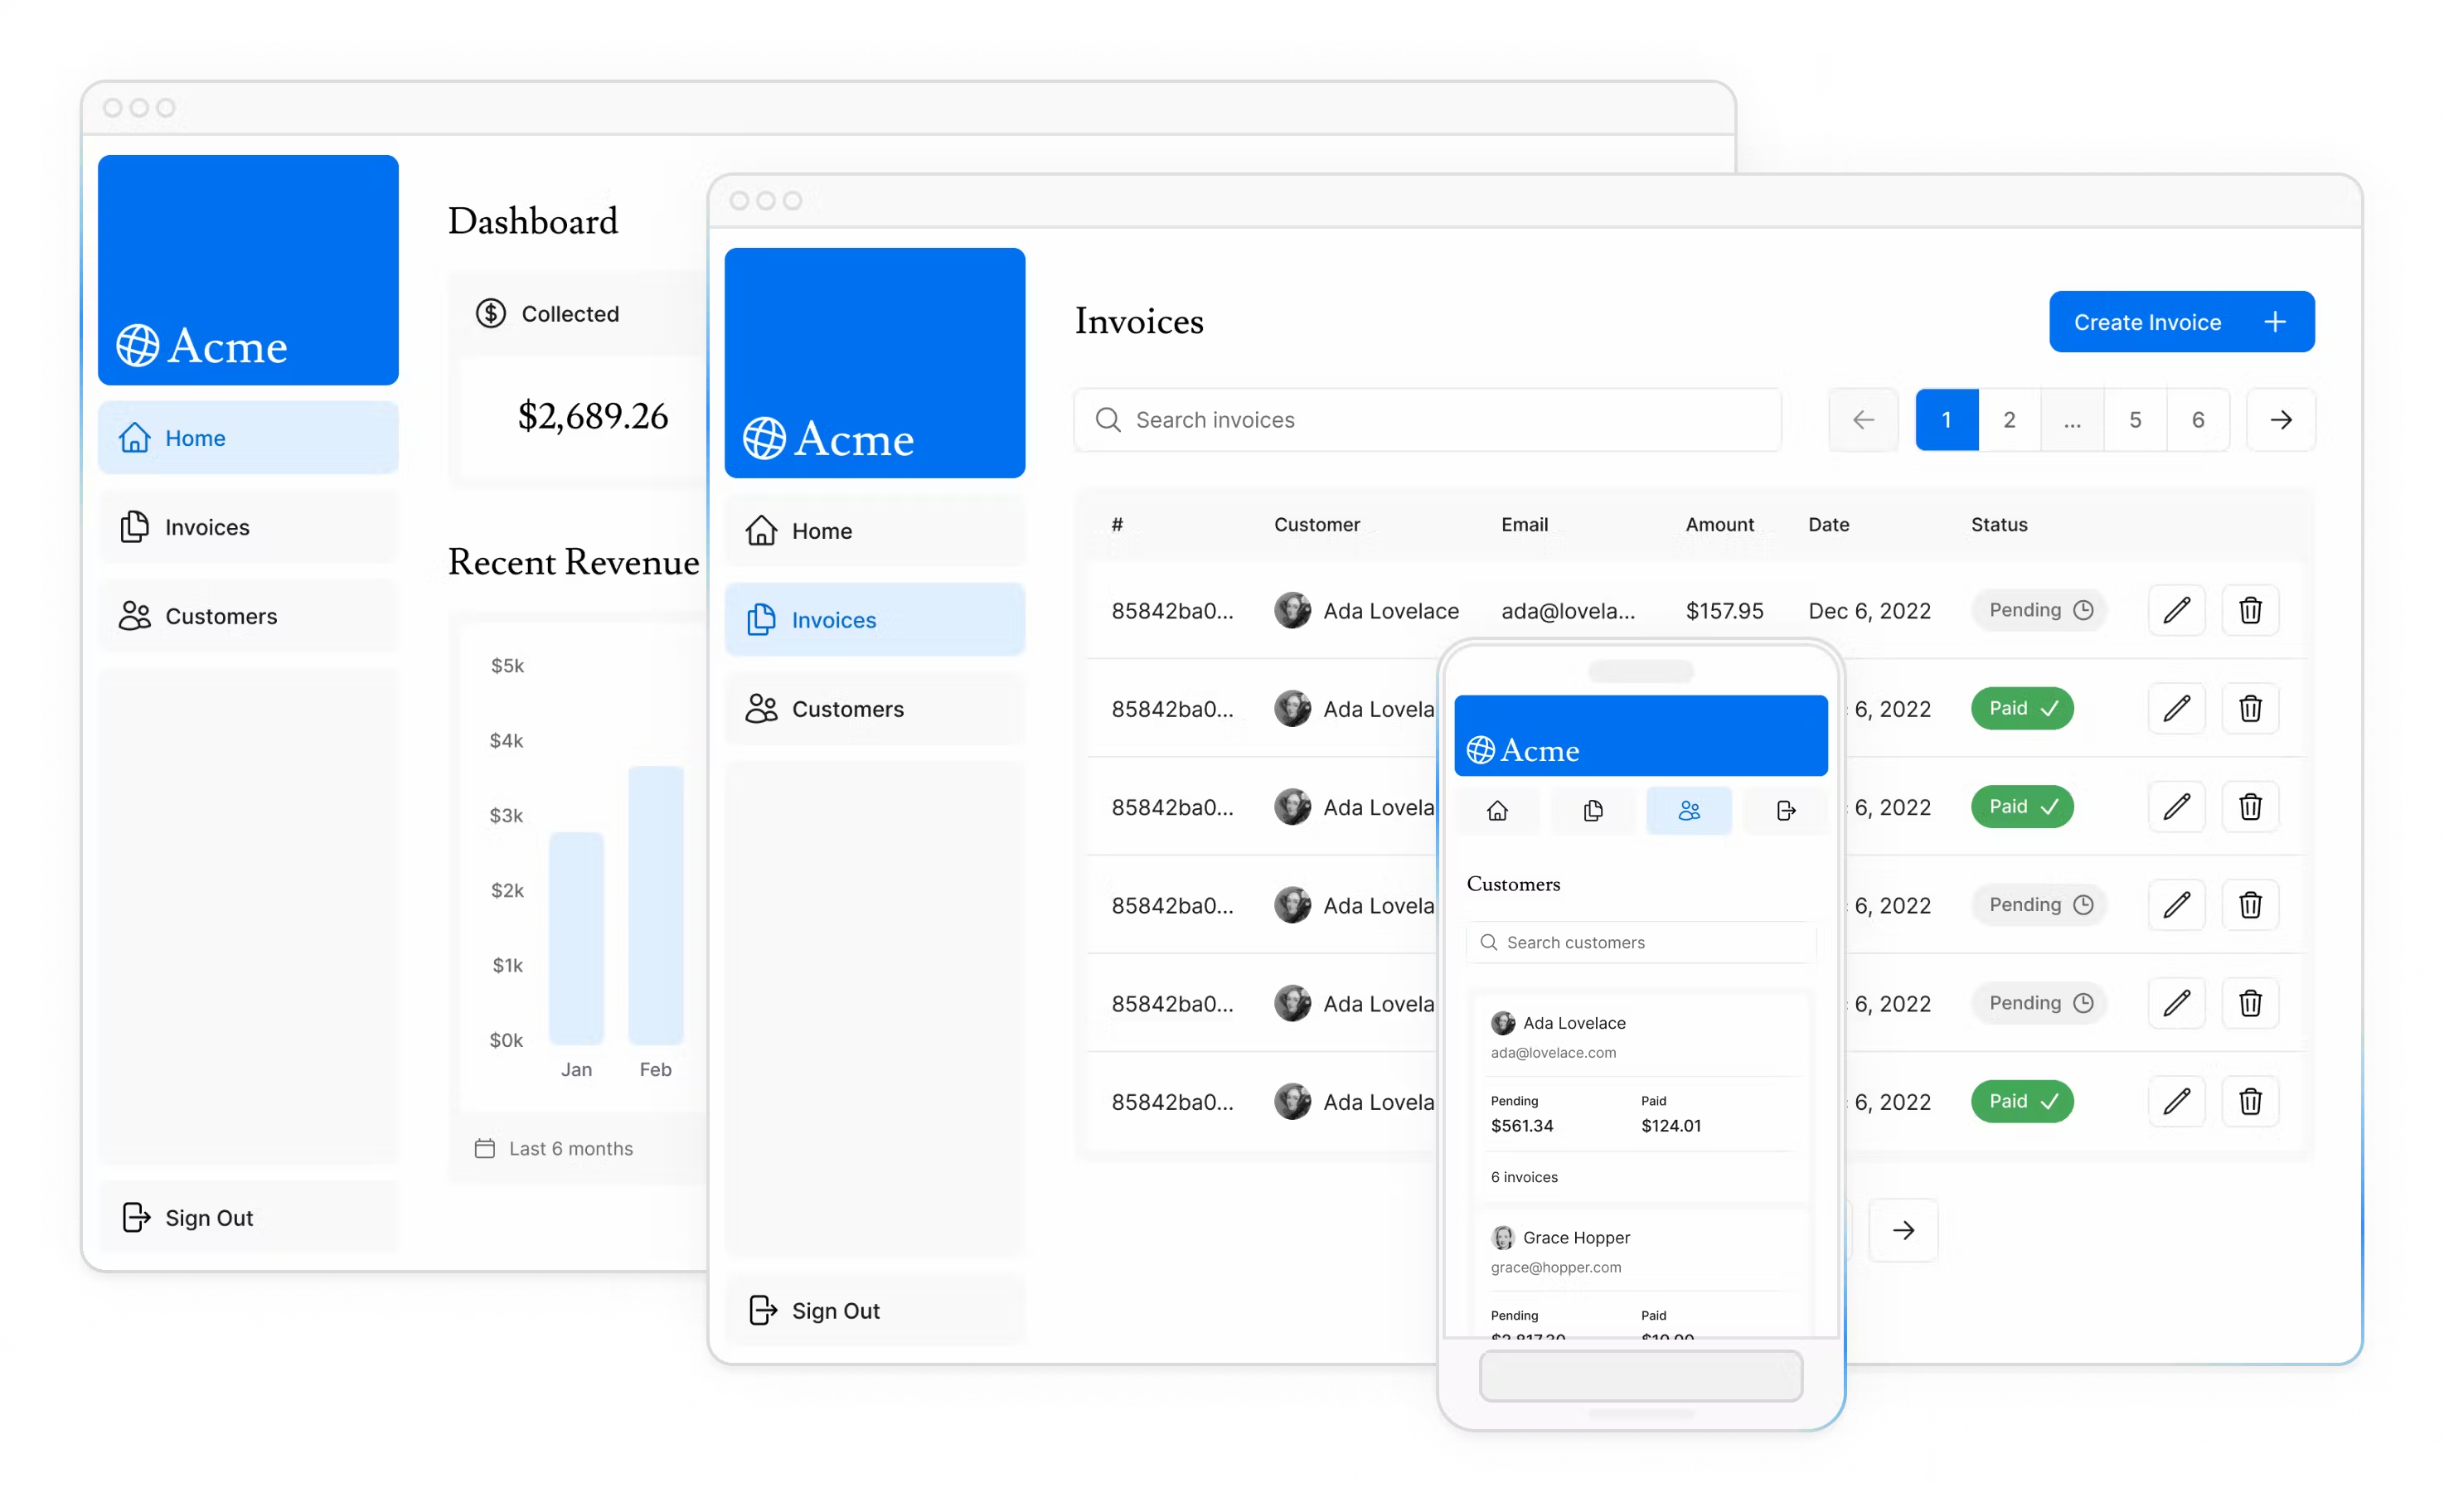 Dashboard
Collected
$2,689.26
Acme
Home
Invoices
Customers
Recent Revenue
$5k
$4k
$3k
$2k
$1k
$0k
Jan Feb
Last 6 months
Sign Out
Acme
Home
Invoices
Customers
Sign Out
Invoices
Create Invoice
Search invoices
1 2 ... 5 6
# Customer Email Amount Date Status
85842ba0... Ada Lovelace ada@lovela... $157.95 Dec 6, 2022 Pending
85842ba0... Ada Lovela 6, 2022 Paid
85842ba0... Ada Lovela 6, 2022 Paid
85842ba0... Ada Lovela 6, 2022 Pending
85842ba0... Ada Lovela 6, 2022 Pending
85842ba0... Ada Lovela 6, 2022 Paid
Acme
Customers
Search customers
Ada Lovelace
ada@lovelace.com
Pending Paid
$561.34 $124.01
6 invoices
Grace Hopper
grace@hopper.com
Pending Paid